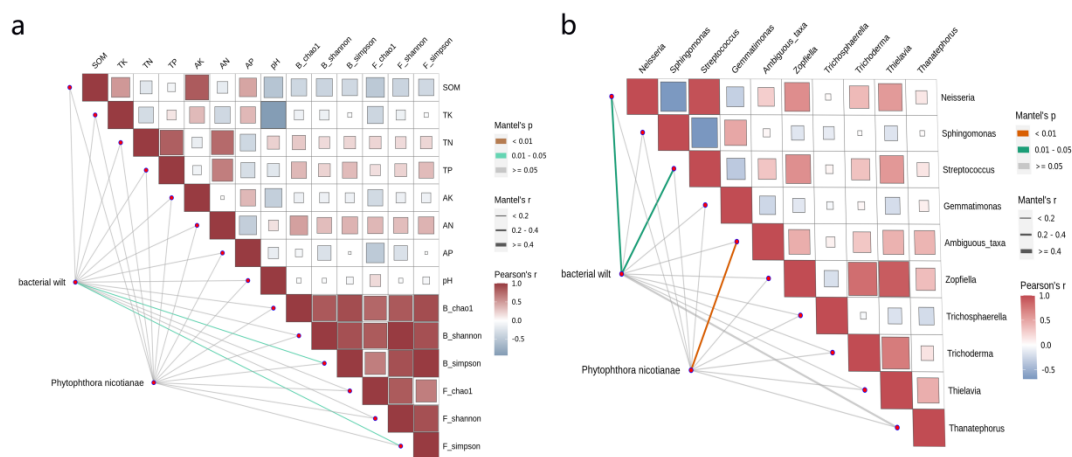 a
SOM TK TN TP AK AN AP pH B_chao1 B_shannon B_simpson F_chao1 F_shannon F_simpson
SOM
TK
TN
TP
AK
AN
AP
pH
B_chao1
B_shannon
B_simpson
F_chao1
F_shannon
F_simpson
bacterial wilt
Phytophthora nicotianae
Mantel's p
< 0.01
0.01 - 0.05
>= 0.05
Mantel's r
< 0.2
0.2 - 0.4
>= 0.4
Pearson's r
1.0
0.5
0.0
-0.5
b
Neisseria Sphingomonas Streptococcus Gemmatimonas Ambiguous_taxa Zopfiella Trichosphaerella Trichoderma Thielavia Thanatephorus
Neisseria
Sphingomonas
Streptococcus
Gemmatimonas
Ambiguous_taxa
Zopfiella
Trichosphaerella
Trichoderma
Thielavia
Thanatephorus
bacterial wilt
Phytophthora nicotianae
Mantel's p
< 0.01
0.01 - 0.05
>= 0.05
Mantel's r
< 0.2
0.2 - 0.4
>= 0.4
Pearson's r
1.0
0.5
0.0
-0.5